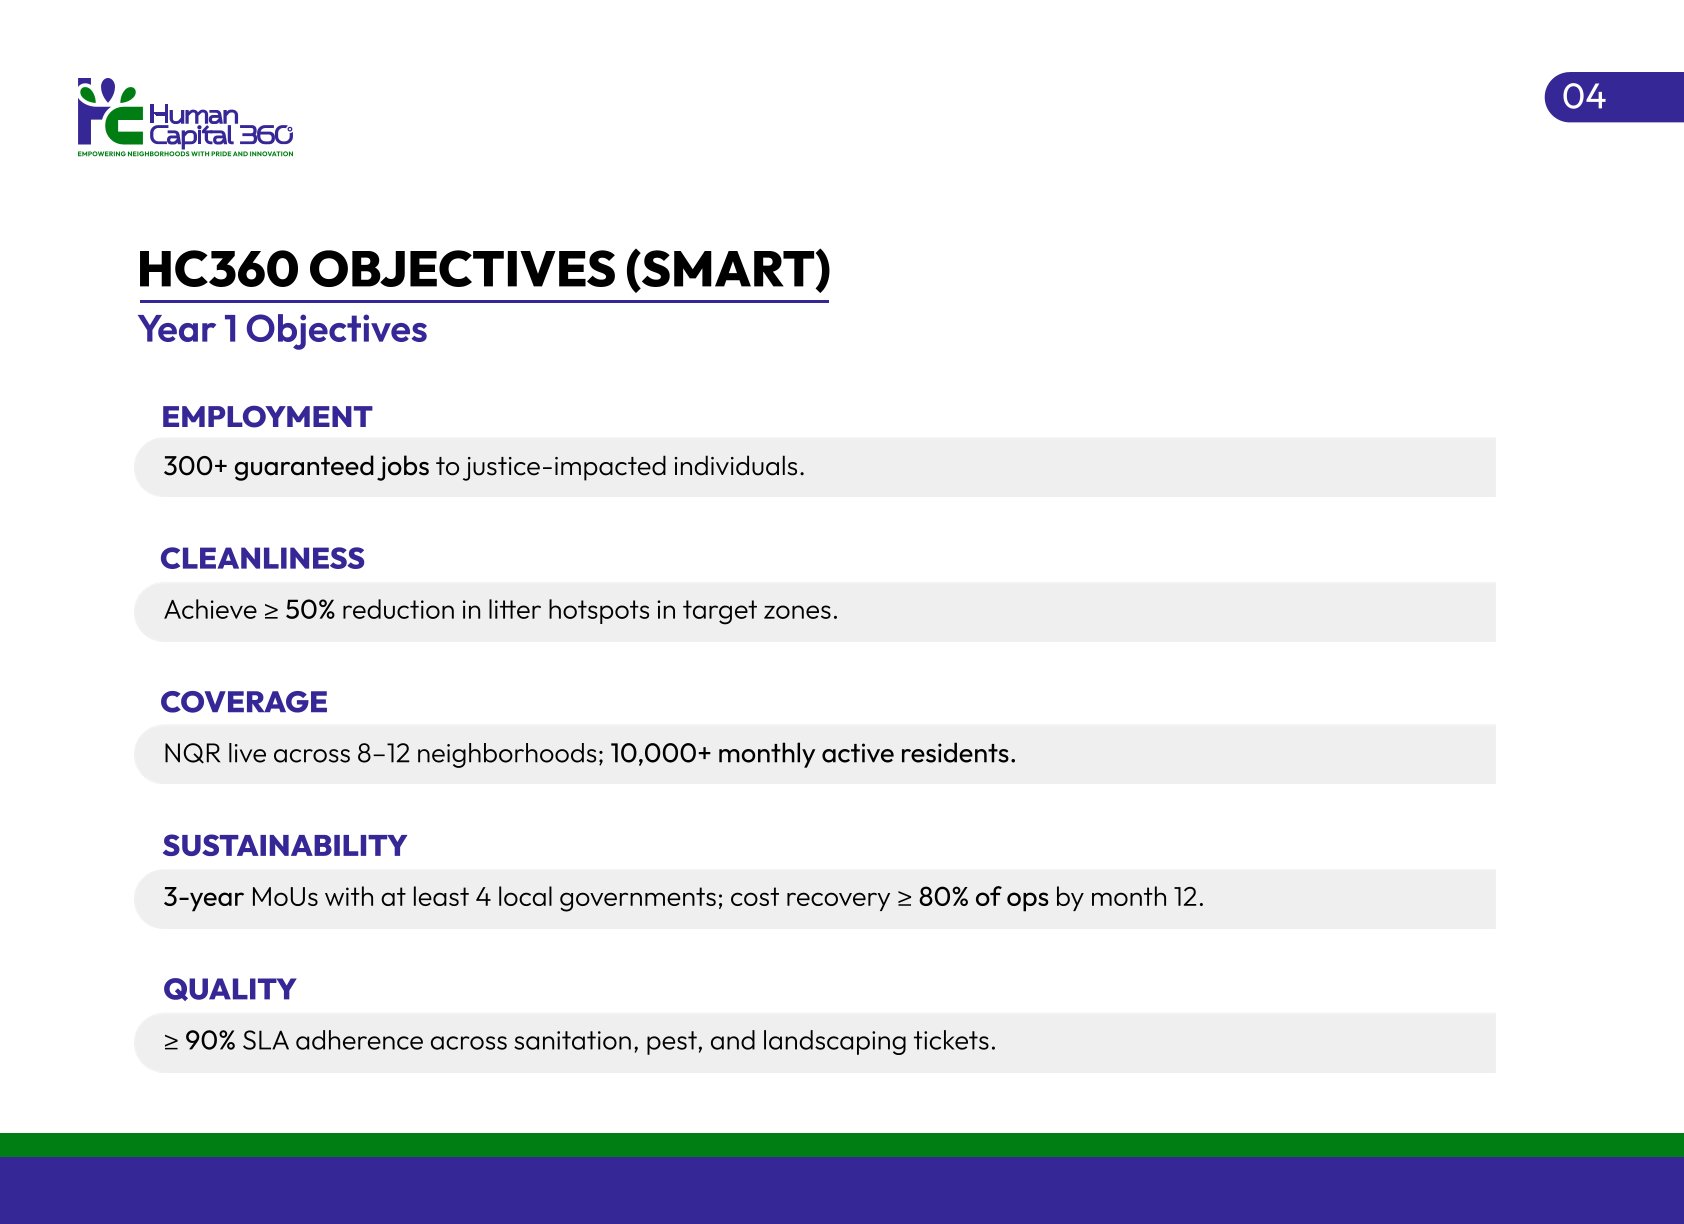 Human
Capital 360°
EMPOWERING NEIGHBORHOODS WITH PRIDE AND INNOVATION
04
HC360 OBJECTIVES (SMART)
Year 1 Objectives
EMPLOYMENT
300+ guaranteed jobs to justice-impacted individuals.
CLEANLINESS
Achieve ≥ 50% reduction in litter hotspots in target zones.
COVERAGE
NQR live across 8–12 neighborhoods; 10,000+ monthly active residents.
SUSTAINABILITY
3-year MoUs with at least 4 local governments; cost recovery ≥ 80% of ops by month 12.
QUALITY
≥ 90% SLA adherence across sanitation, pest, and landscaping tickets.